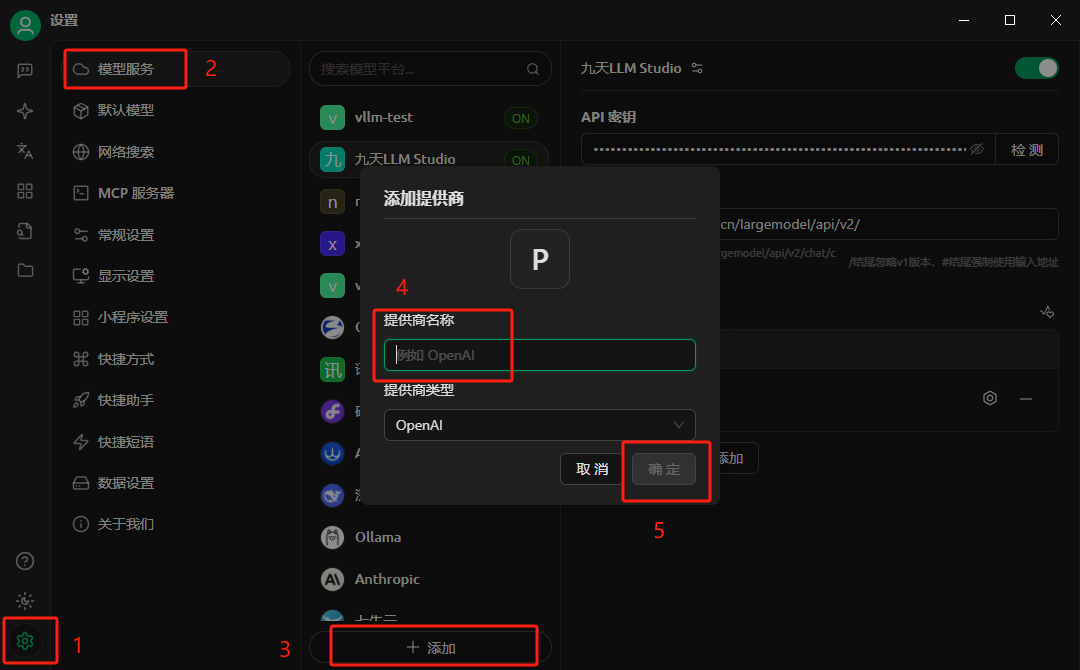 设置
模型服务
2
默认模型
网络搜索
MCP 服务器
常规设置
显示设置
小程序设置
快捷方式
快捷助手
快捷短语
数据设置
关于我们
1
搜索模型平台...
v vllm-test ON
九 九天LLM Studio ON
n
x
v
讯
Ollama
Anthropic
3
添加
九天LLM Studio
API 密钥
检 测
cn/largemodel/api/v2/
rgemodel/api/v2/chat/c
/结尾忽略v1版本，#结尾强制使用输入地址
添加
添加提供商
P
4
提供商名称
例如 OpenAI
提供商类型
OpenAI
取 消
确 定
5